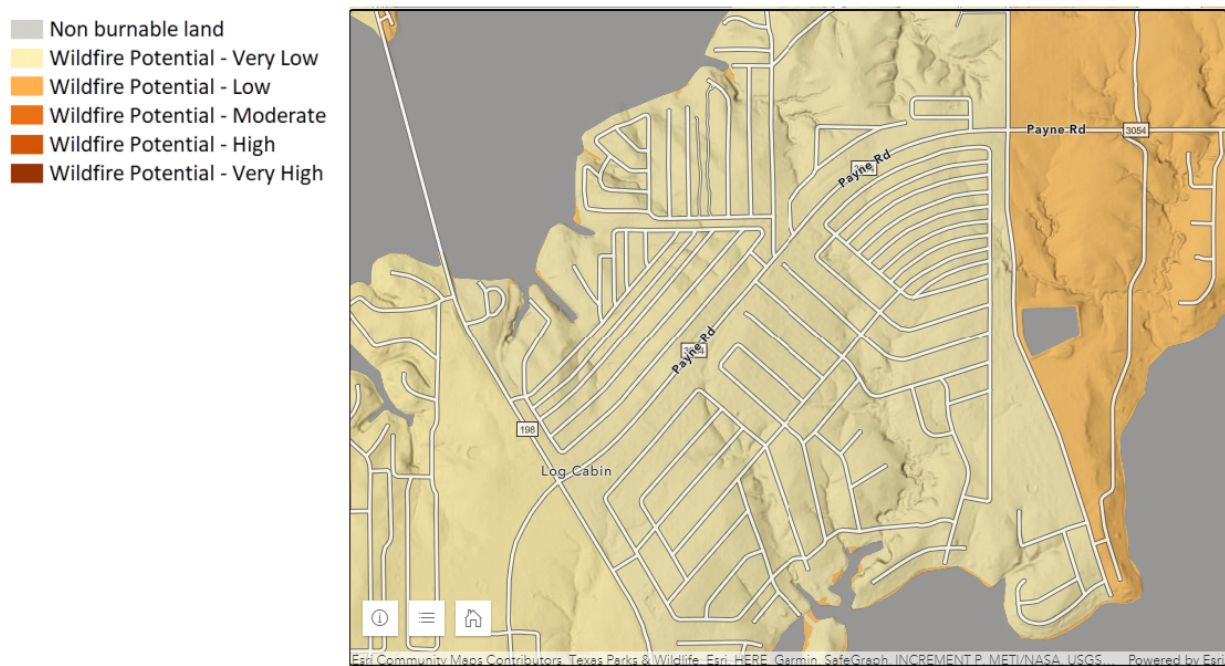 Non burnable land
Wildfire Potential - Very Low
Wildfire Potential - Low
Wildfire Potential - Moderate
Wildfire Potential - High
Wildfire Potential - Very High
Payne Rd
3054
Payne Rd
Payne Rd
198
Log Cabin
Esri Community Maps Contributors, Texas Parks & Wildlife, Esri, HERE, Garmin, SafeGraph, INCREMENT P, METI/NASA, USGS... Powered by Esri